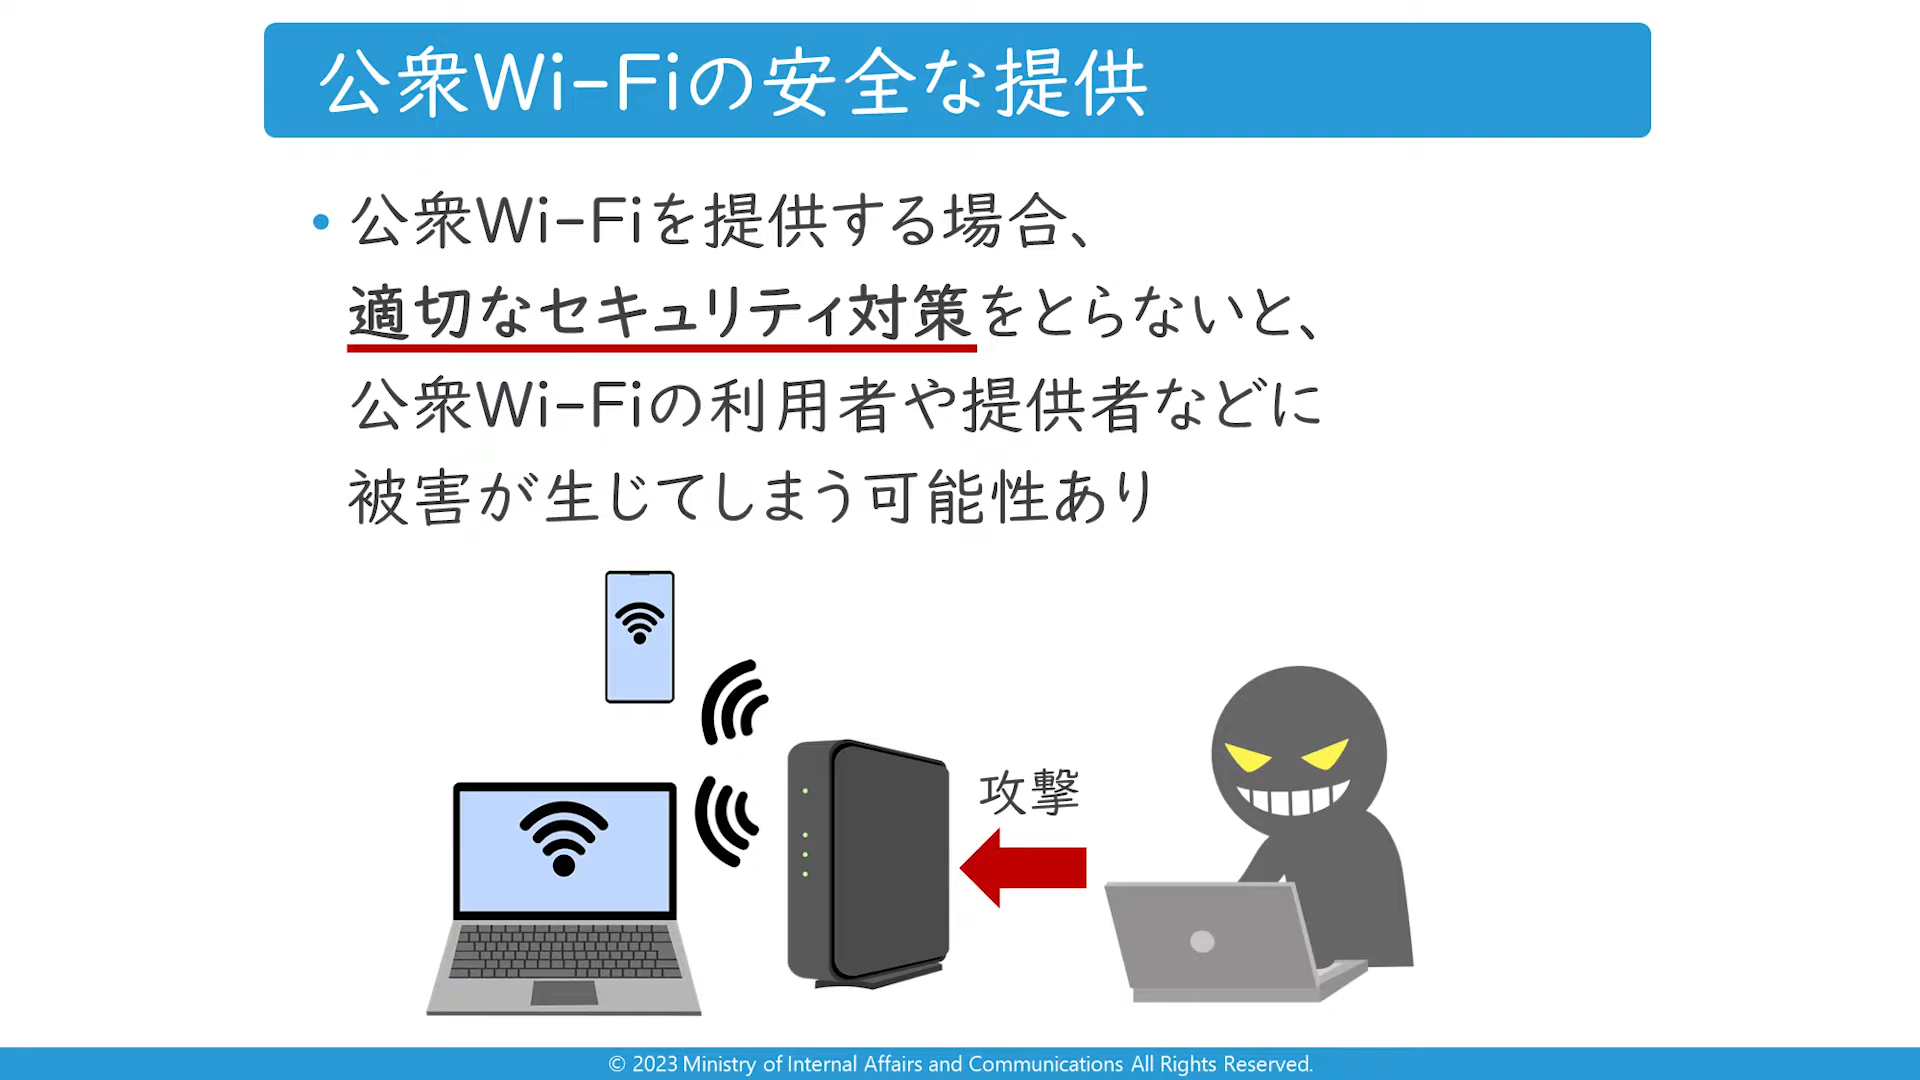 公衆Wi-Fiの安全な提供
• 公衆Wi-Fiを提供する場合、
適切なセキュリティ対策をとらないと、
公衆Wi-Fiの利用者や提供者などに
被害が生じてしまう可能性あり
攻撃
© 2023 Ministry of Internal Affairs and Communications All Rights Reserved.